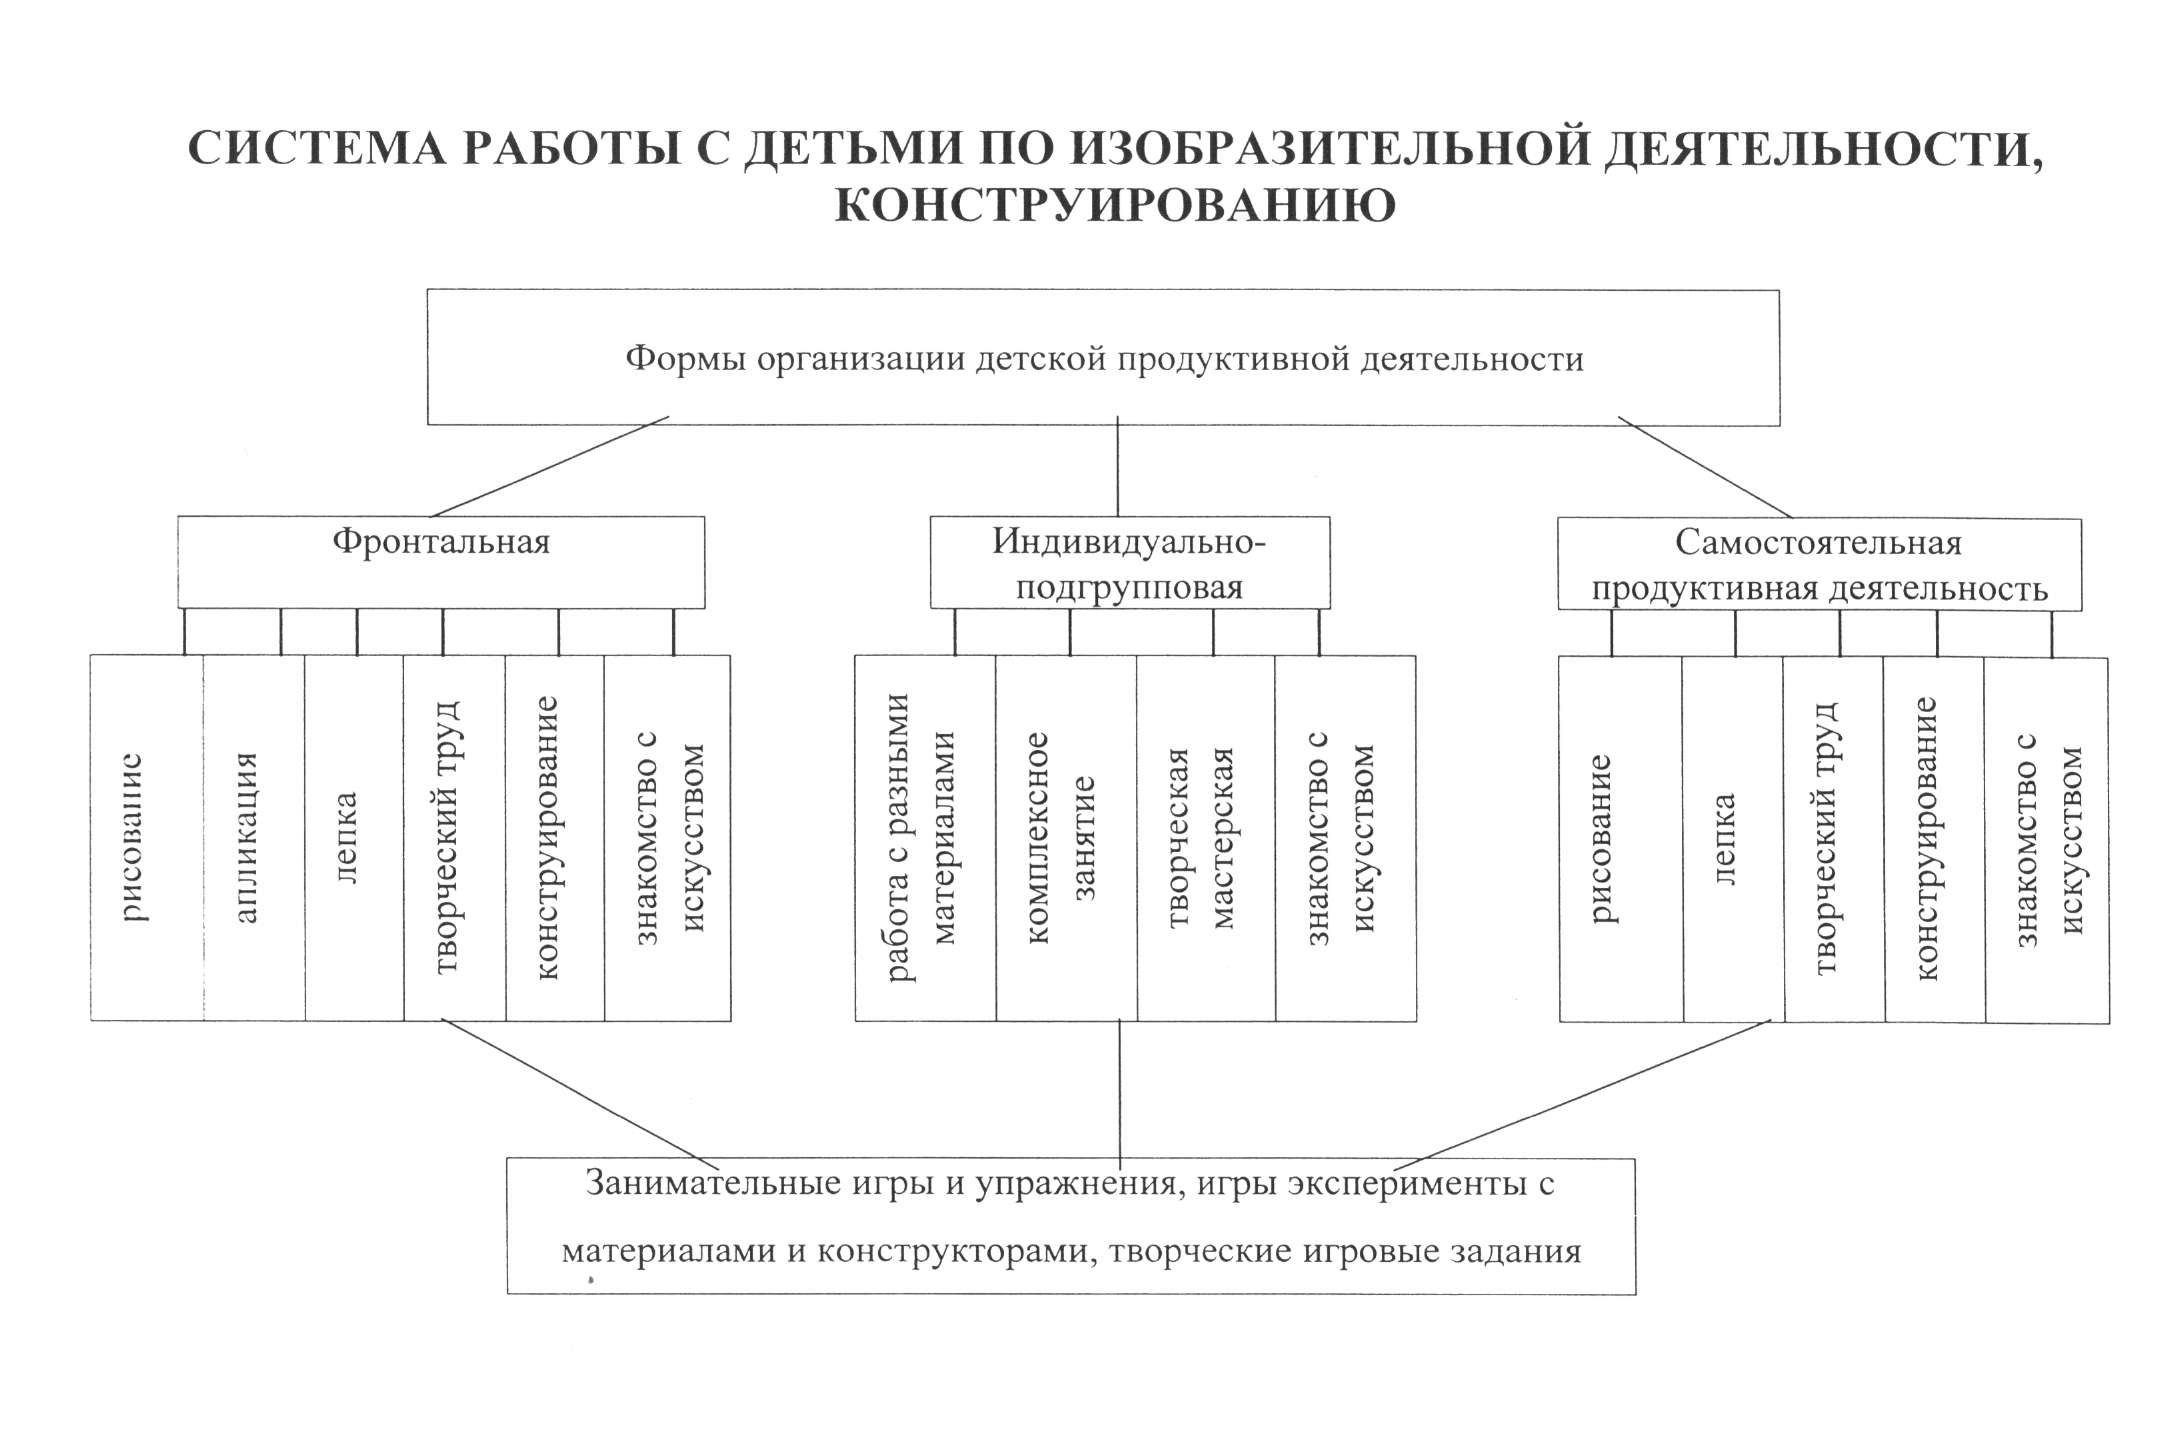 СИСТЕМА РАБОТЫ С ДЕТЬМИ ПО ИЗОБРАЗИТЕЛЬНОЙ ДЕЯТЕЛЬНОСТИ,
КОНСТРУИРОВАНИЮ
Формы организации детской продуктивной деятельности
Фронтальная
Индивидуально-
подгрупповая
Самостоятельная
продуктивная деятельность
рисование
апликация
лепка
творческий труд
конструирование
знакомство с
искусством
работа с разными
материалами
комплексное
занятие
творческая
мастерская
знакомство с
искусством
рисование
лепка
творческий труд
конструирование
знакомство с
искусством
Занимательные игры и упражнения, игры эксперименты с
материалами и конструкторами, творческие игровые задания